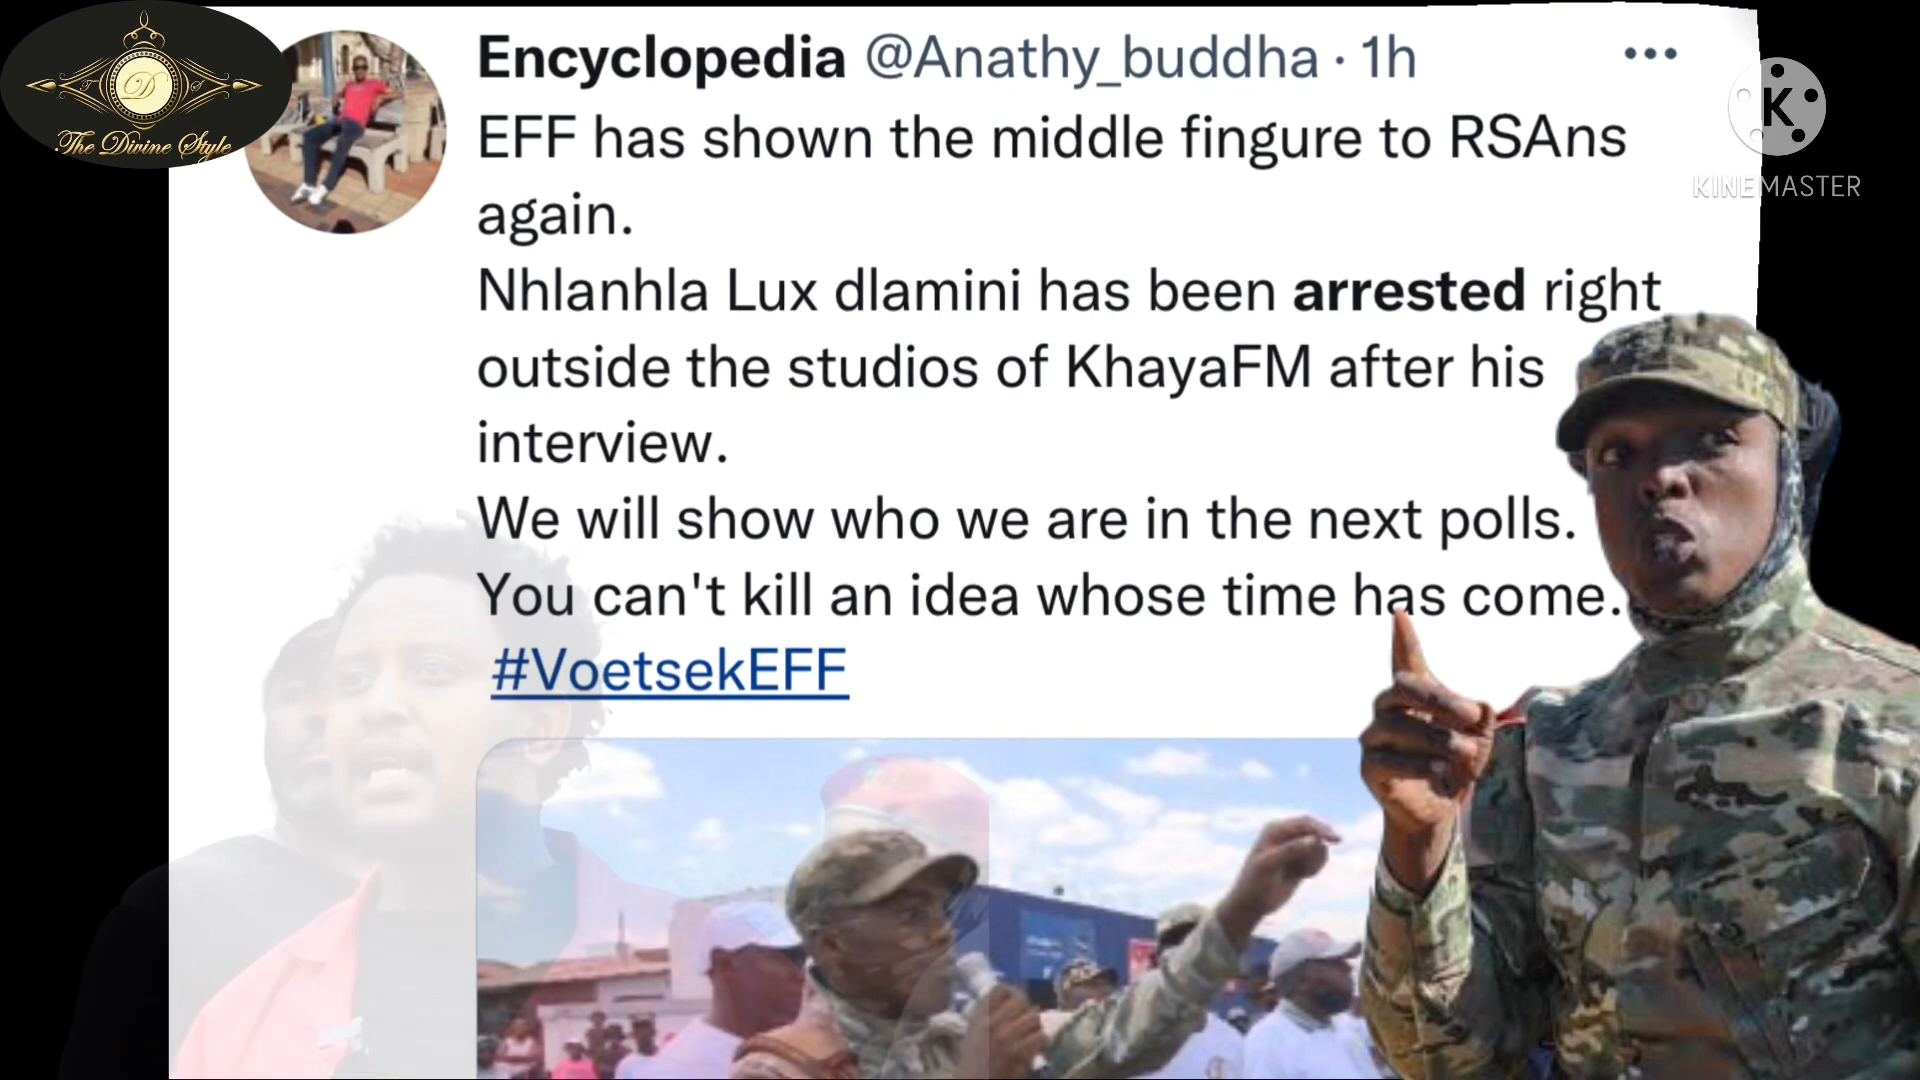 The Divine Style
T D S
Encyclopedia @Anathy_buddha · 1h
EFF has shown the middle fingure to RSAns
again.
Nhlanhla Lux dlamini has been arrested right
outside the studios of KhayaFM after his
interview.
We will show who we are in the next polls.
You can't kill an idea whose time has come.
#VoetsekEFF
K
KINEMASTER